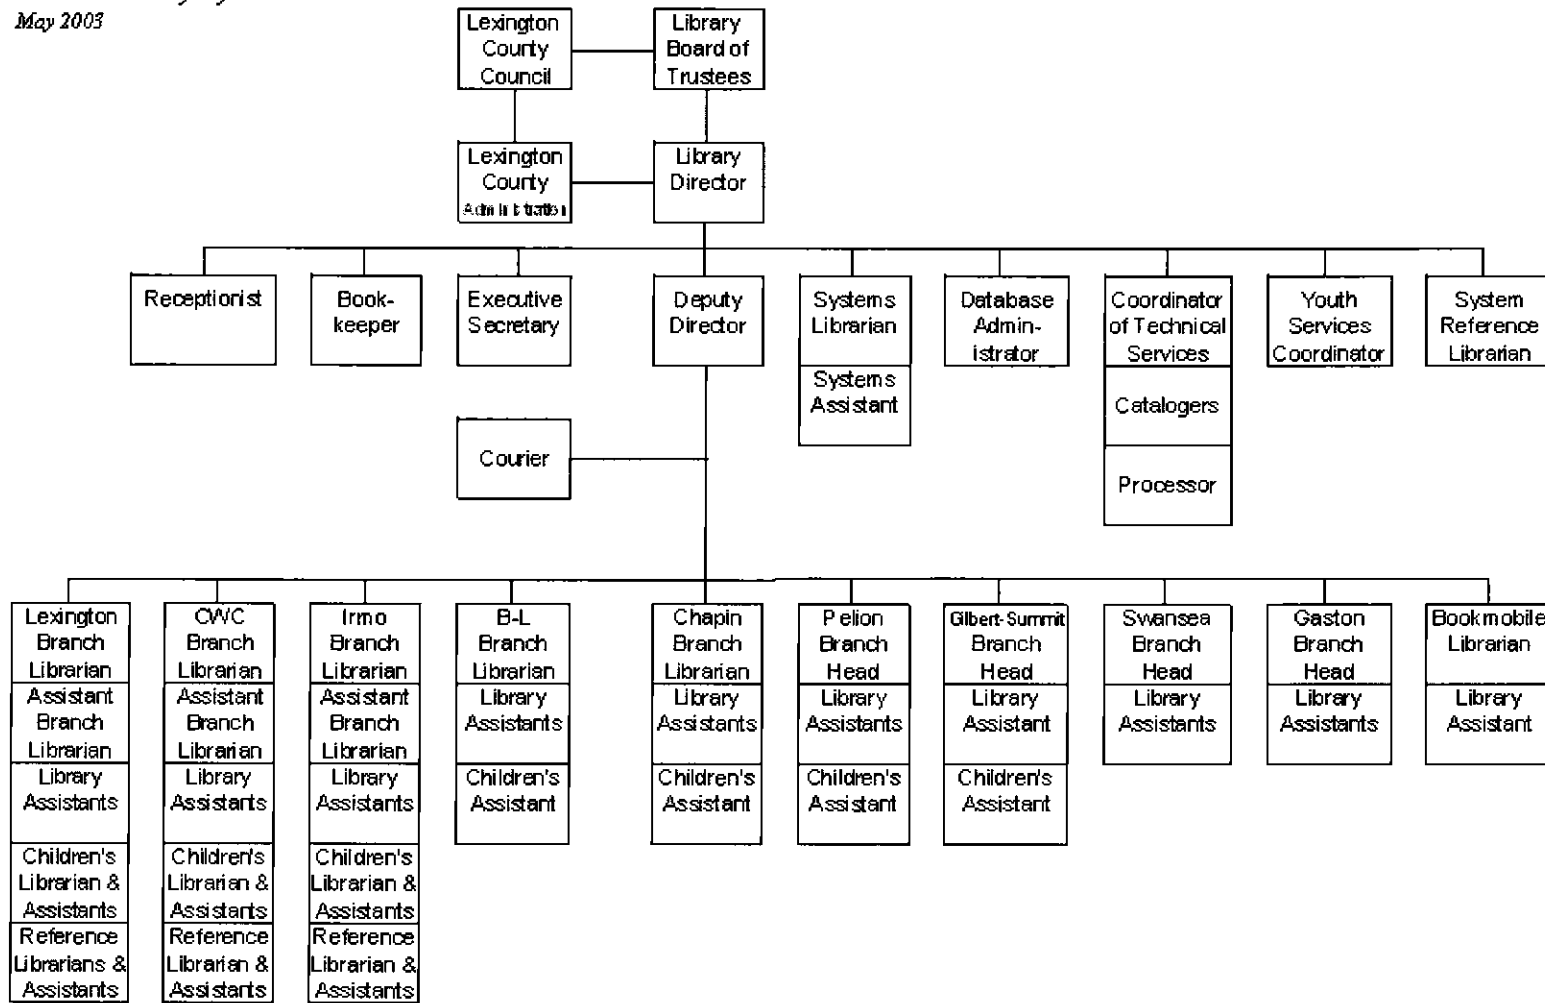 May 2003
Lexington
County
Council
Library
Board of
Trustees
Lexington
County
Administration
Library
Director
Receptionist
Book-
keeper
Executive
Secretary
Deputy
Director
Systems
Librarian
Systems
Assistant
Database
Admin-
istrator
Coordinator
of Technical
Services
Catalogers
Processor
Youth
Services
Coordinator
System
Reference
Librarian
Courier
Lexington
Branch
Librarian
Assistant
Branch
Librarian
Library
Assistants
Children's
Librarian &
Assistants
Reference
Librarians &
Assistants
CWC
Branch
Librarian
Assistant
Branch
Librarian
Library
Assistants
Children's
Librarian &
Assistants
Reference
Librarian &
Assistants
Irmo
Branch
Librarian
Assistant
Branch
Librarian
Library
Assistants
Children's
Librarian &
Assistants
Reference
Librarian &
Assistants
B-L
Branch
Librarian
Library
Assistants
Children's
Assistant
Chapin
Branch
Librarian
Library
Assistants
Children's
Assistant
Pelion
Branch
Head
Library
Assistants
Children's
Assistant
Gilbert-Summit
Branch
Head
Library
Assistant
Children's
Assistant
Swansea
Branch
Head
Library
Assistants
Gaston
Branch
Head
Library
Assistants
Bookmobile
Librarian
Library
Assistant